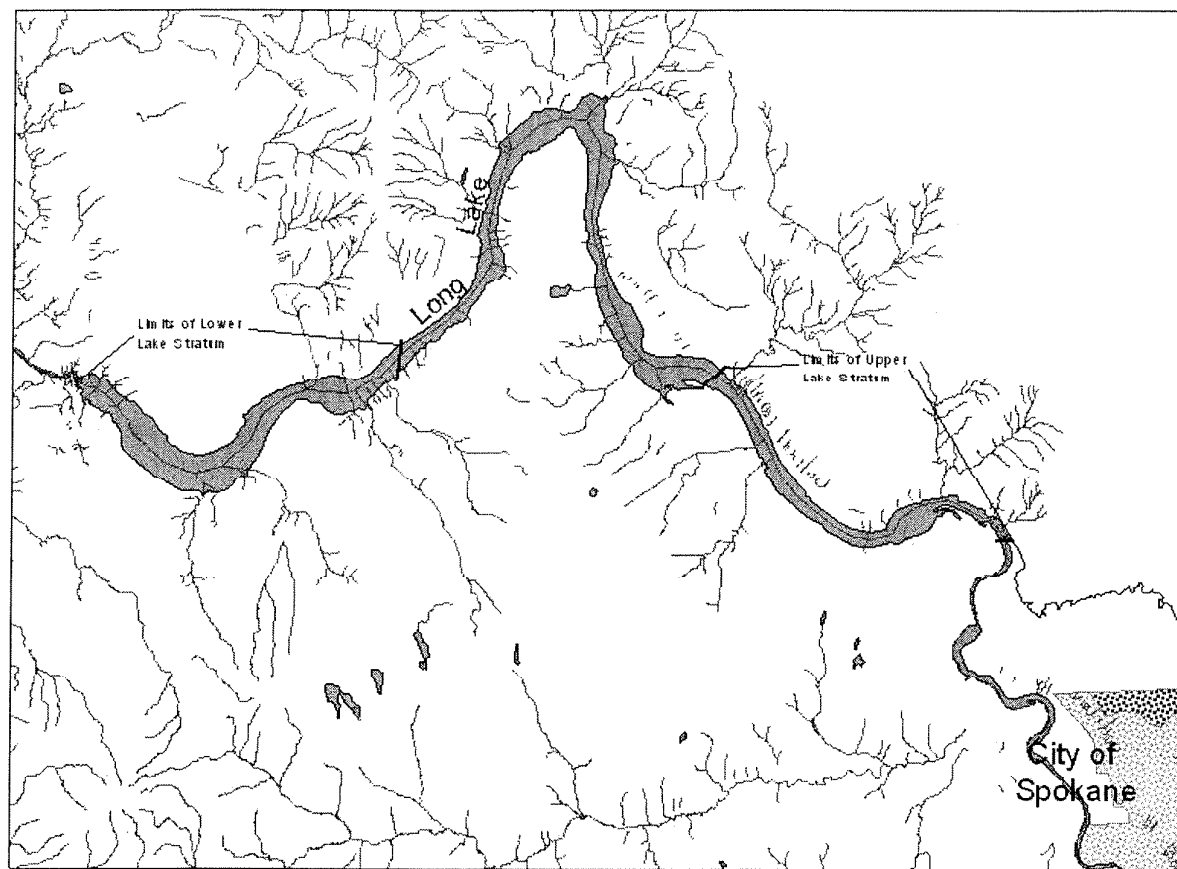 Lake
Long
Limits of Lower
Lake Stratum
Limits of Upper
Lake Stratum
City of
Spokane